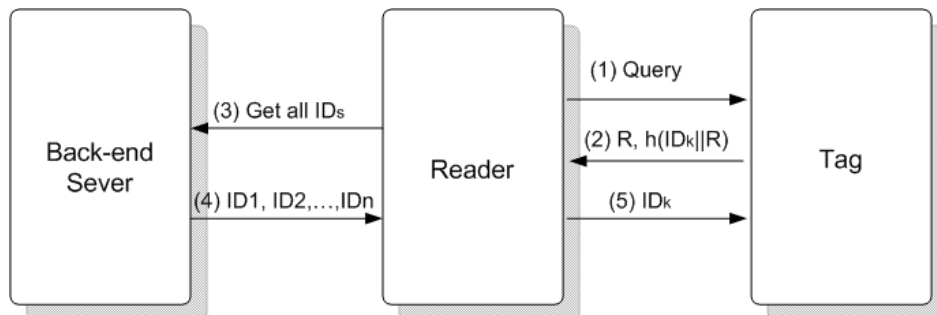 Back-end
Sever
Reader
Tag
(1) Query
(2) R, h(IDk||R)
(3) Get all IDs
(4) ID1, ID2,...,IDn
(5) IDk